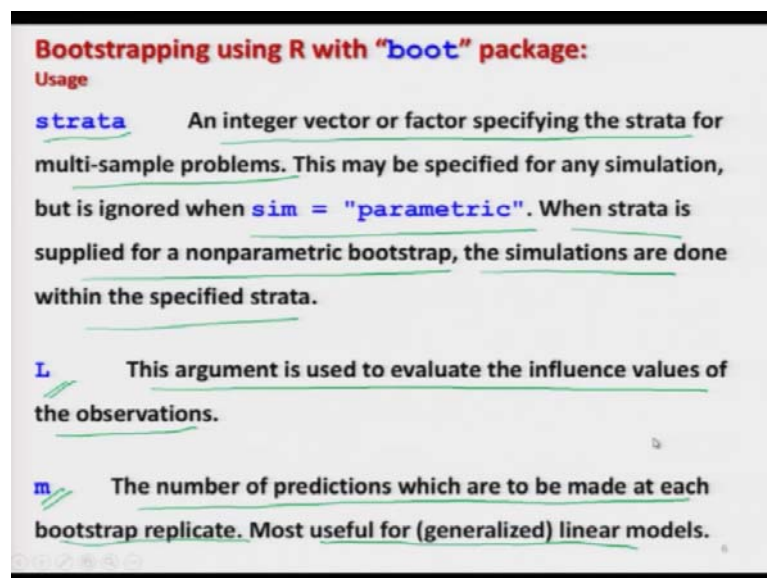 Bootstrapping using R with “boot” package:
Usage
strata An integer vector or factor specifying the strata for
multi-sample problems. This may be specified for any simulation,
but is ignored when sim = "parametric". When strata is
supplied for a nonparametric bootstrap, the simulations are done
within the specified strata.
L This argument is used to evaluate the influence values of
the observations.
m The number of predictions which are to be made at each
bootstrap replicate. Most useful for (generalized) linear models.
6